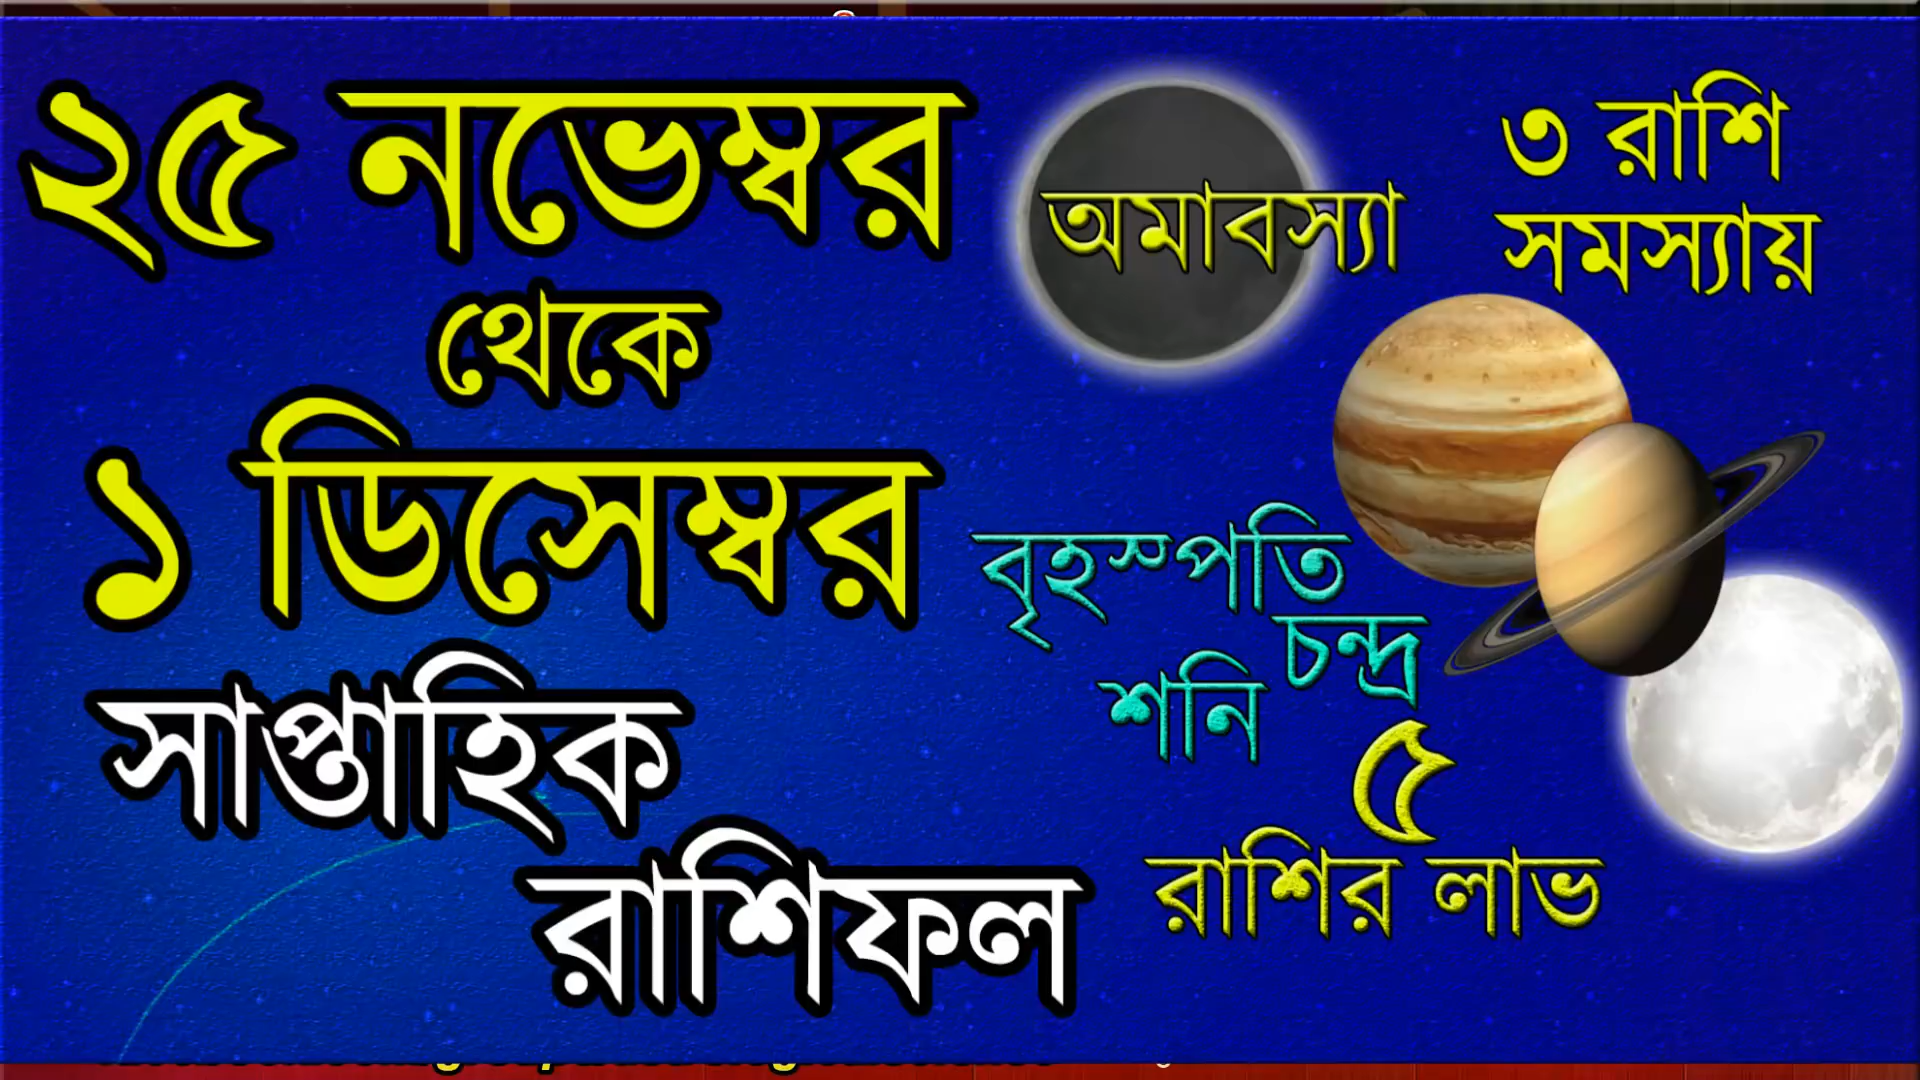 ২৫ নভেম্বর
থেকে
১ ডিসেম্বর
সাপ্তাহিক
রাশিফল
অমাবস্যা
৩ রাশি
সমস্যায়
বৃহস্পতি
চন্দ্র
শনি
৫
রাশির লাভ